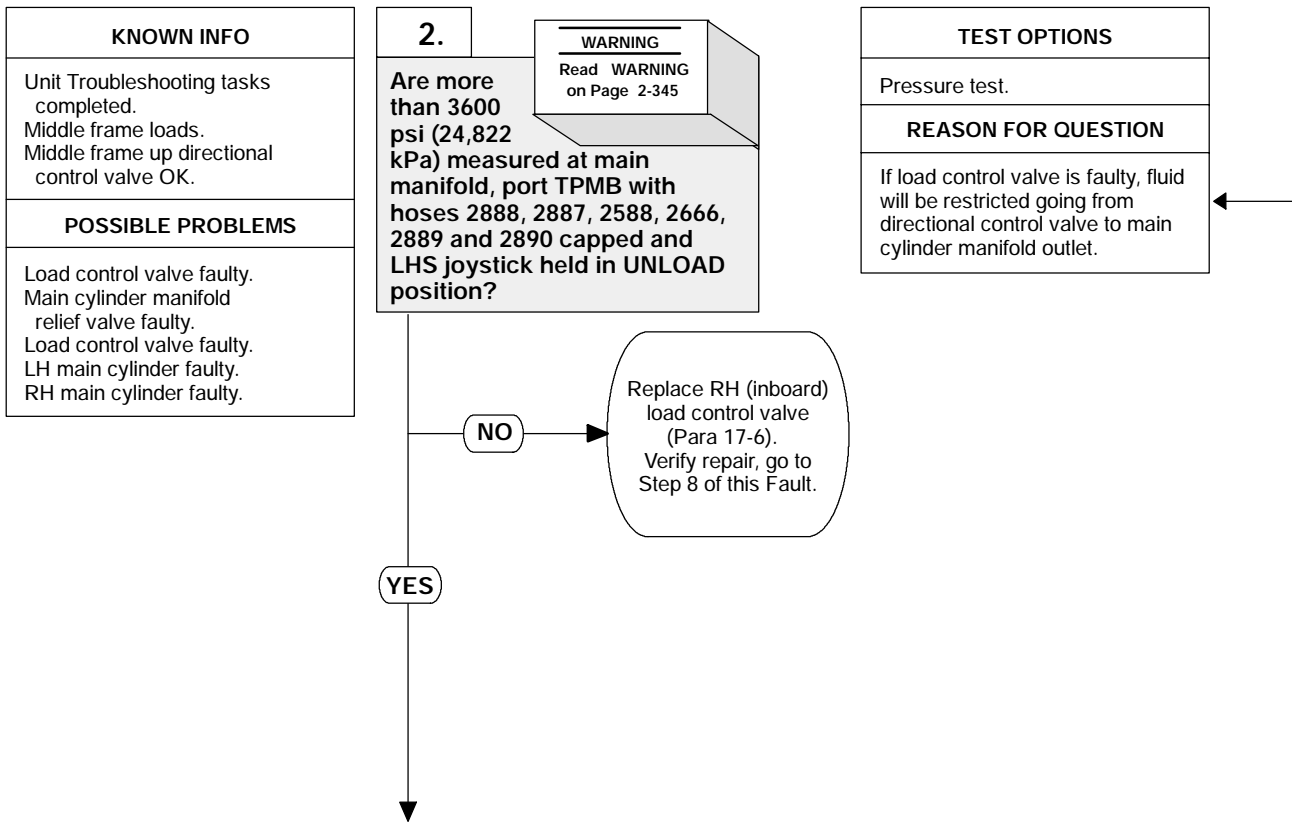 KNOWN INFO
Unit Troubleshooting tasks
completed.
Middle frame loads.
Middle frame up directional
control valve OK.
POSSIBLE PROBLEMS
Load control valve faulty.
Main cylinder manifold
relief valve faulty.
Load control valve faulty.
LH main cylinder faulty.
RH main cylinder faulty.
2.
WARNING
Read WARNING
on Page 2-345
Are more
than 3600
psi (24,822
kPa) measured at main
manifold, port TPMB with
hoses 2888, 2887, 2588, 2666,
2889 and 2890 capped and
LHS joystick held in UNLOAD
position?
NO
Replace RH (inboard)
load control valve
(Para 17-6).
Verify repair, go to
Step 8 of this Fault.
YES
TEST OPTIONS
Pressure test.
REASON FOR QUESTION
If load control valve is faulty, fluid
will be restricted going from
directional control valve to main
cylinder manifold outlet.